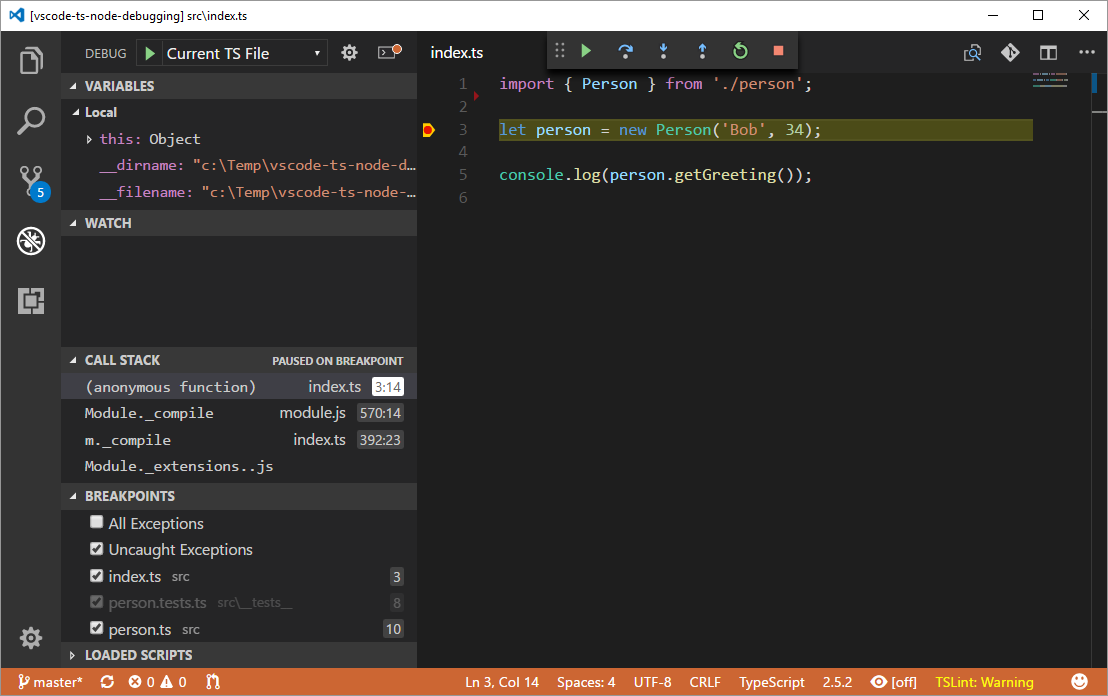 [vscode-ts-node-debugging] src\index.ts
DEBUG Current TS File
index.ts
VARIABLES
Local
this: Object
__dirname: "c:\Temp\vscode-ts-node-d...
__filename: "c:\Temp\vscode-ts-node-...
WATCH
CALL STACK PAUSED ON BREAKPOINT
(anonymous function) index.ts 3:14
Module._compile module.js 570:14
m._compile index.ts 392:23
Module._extensions..js
BREAKPOINTS
All Exceptions
Uncaught Exceptions
index.ts src 3
person.tests.ts src\__tests__ 8
person.ts src 10
LOADED SCRIPTS
5
1 import { Person } from './person';
2
3 let person = new Person('Bob', 34);
4
5 console.log(person.getGreeting());
6
master* 0 0 Ln 3, Col 14 Spaces: 4 UTF-8 CRLF TypeScript 2.5.2 [off] TSLint: Warning